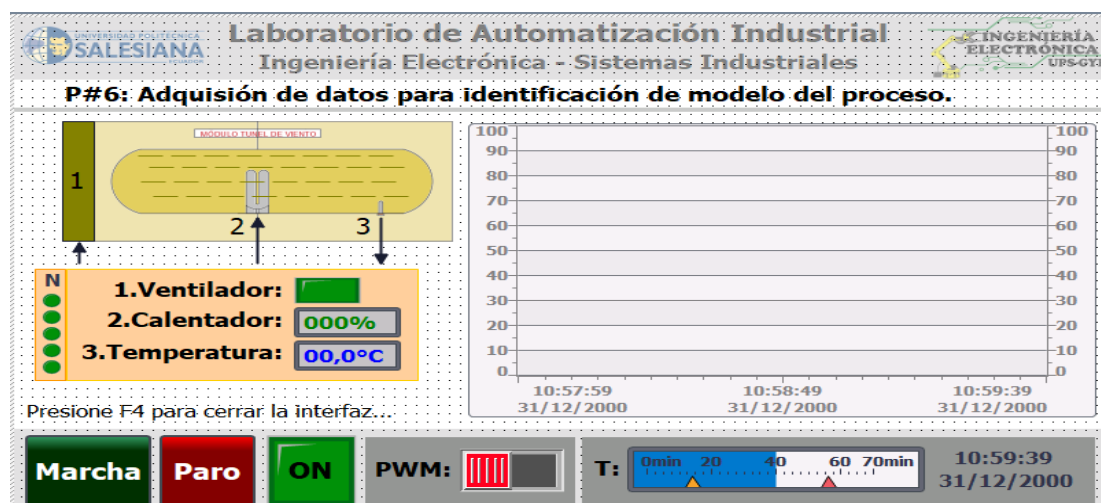 UNIVERSIDAD POLITÉCNICA
SALESIANA
Laboratorio de Automatización Industrial
Ingeniería Electrónica - Sistemas Industriales
INGENIERÍA
ELECTRÓNICA
UPS-GYE
P#6: Adquisión de datos para identificación de modelo del proceso.
MÓDULO TUNEL DE VIENTO
1
2
3
N
1.Ventilador:
2.Calentador: 000%
3.Temperatura: 00,0°C
Presione F4 para cerrar la interfaz...
100 100
90 90
80 80
70 70
60 60
50 50
40 40
30 30
20 20
10 10
0 0
10:57:59 10:58:49 10:59:39
31/12/2000 31/12/2000 31/12/2000
Marcha
Paro
ON
PWM:
T:
0min 20 40 60 70min
10:59:39
31/12/2000